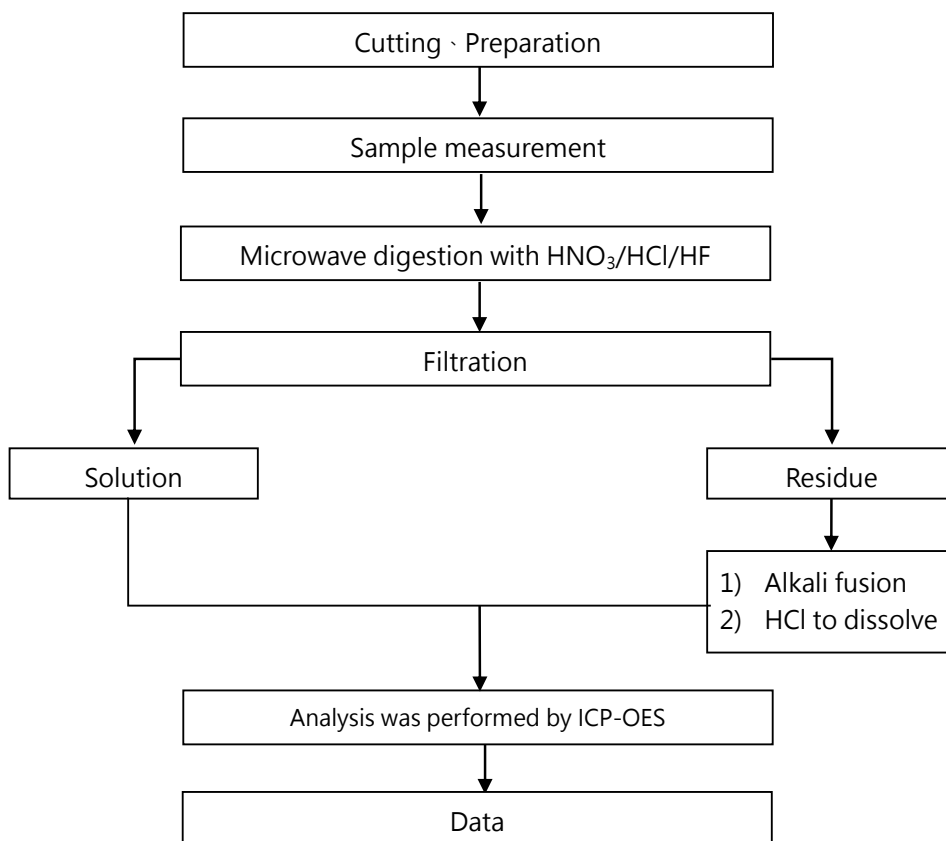 Cutting、Preparation
Sample measurement
Microwave digestion with HNO₃/HCl/HF
Filtration
Solution
Residue
1) Alkali fusion
2) HCl to dissolve
Analysis was performed by ICP-OES
Data